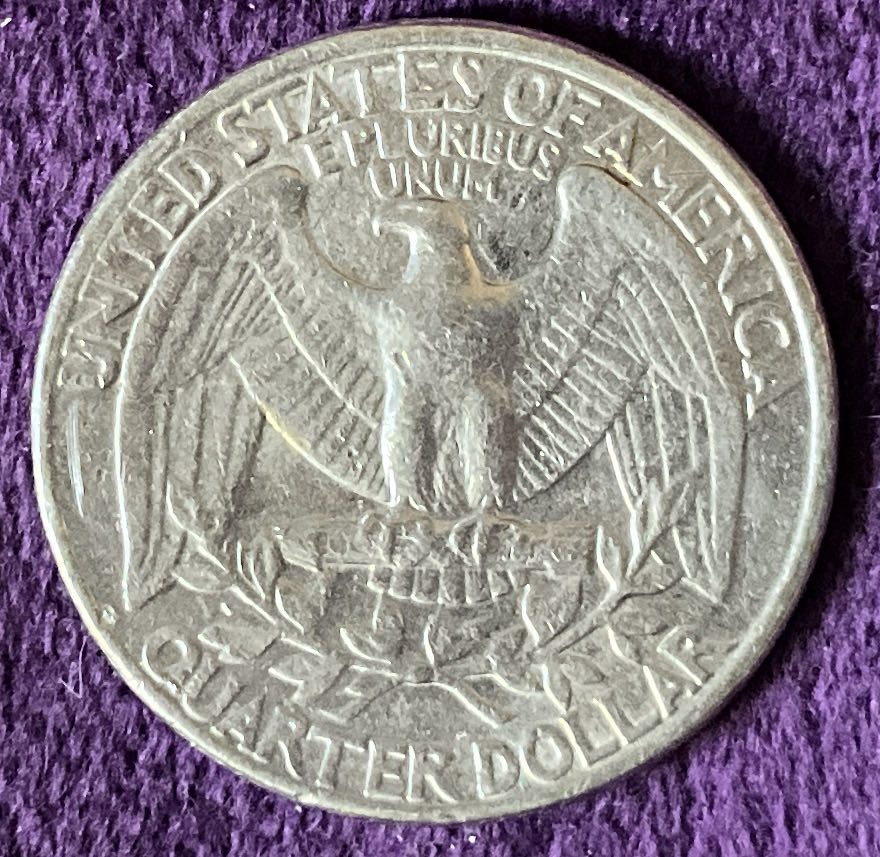 UNITED STATES OF AMERICA
E PLURIBUS
UNUM
QUARTER DOLLAR